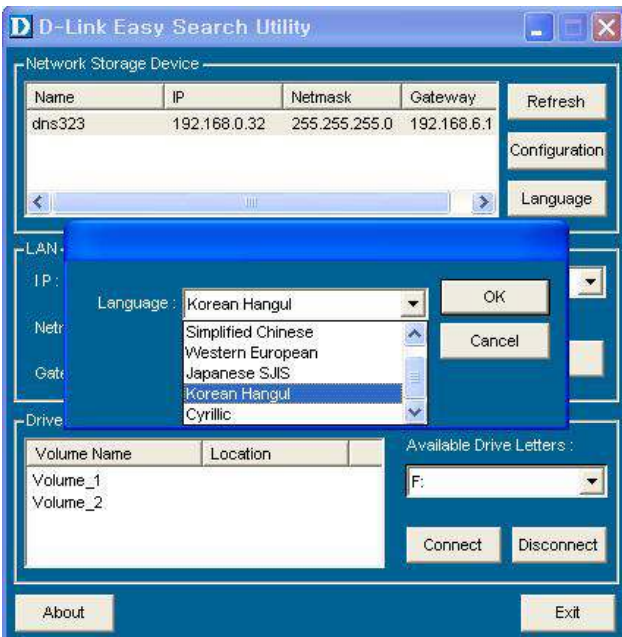 D-Link Easy Search Utility
Network Storage Device
Name IP Netmask Gateway
dns323 192.168.0.32 255.255.255.0 192.168.6.1
Refresh
Configuration
Language
LAN
IP :
Language : Korean Hangul
OK
Simplified Chinese
Western European
Japanese SJIS
Korean Hangul
Cyrillic
Cancel
Drive
Volume Name Location
Volume_1
Volume_2
Available Drive Letters :
F:
Connect Disconnect
About Exit